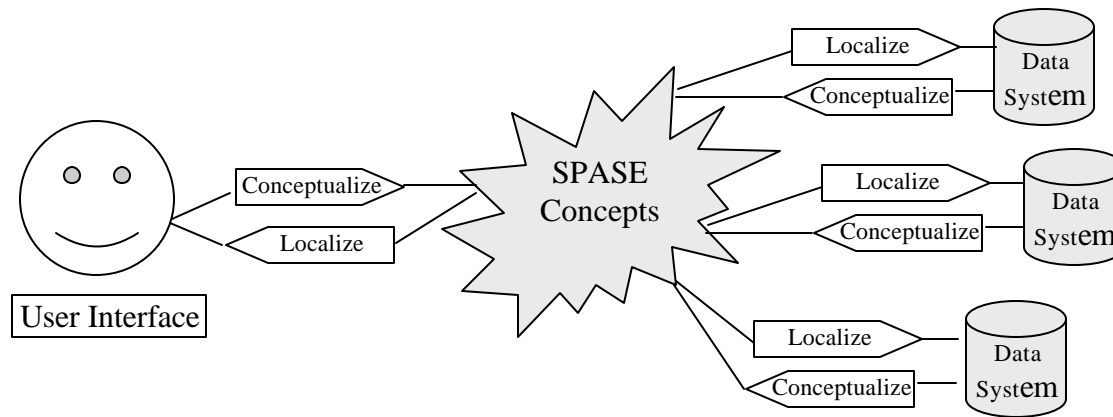 Conceptualize
Localize
User Interface
SPASE
Concepts
Localize
Conceptualize
Data
System
Localize
Conceptualize
Data
System
Localize
Conceptualize
Data
System